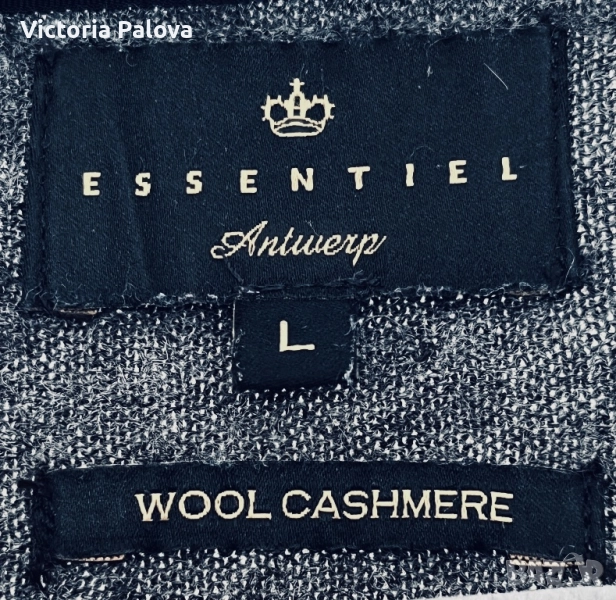 Victoria Palova
ESSENTIEL
Antwerp
L
WOOL CASHMERE